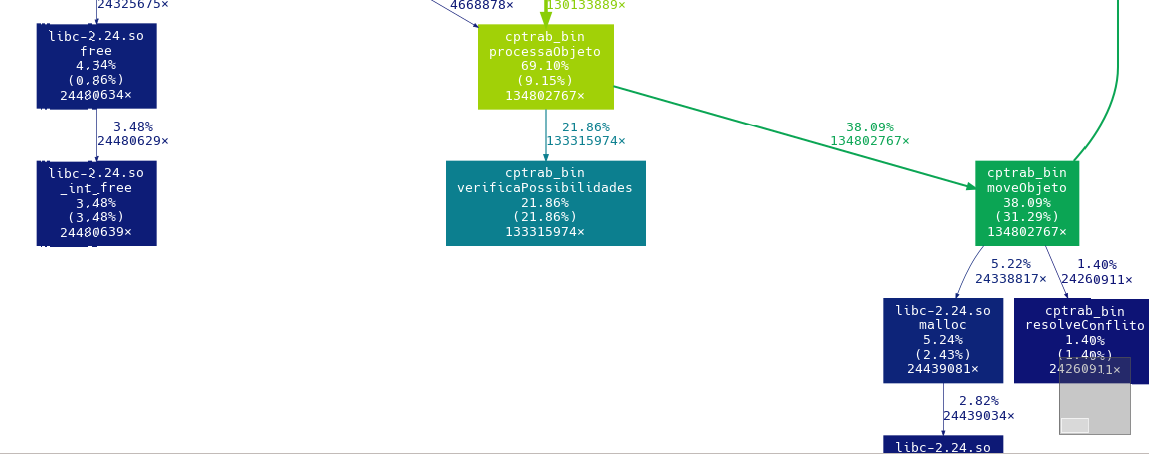 24325675×
4668878×
130133889×
libc-2.24.so
free
4.34%
(0.86%)
24480634×
cptrab_bin
processaObjeto
69.10%
(9.15%)
134802767×
3.48%
24480629×
21.86%
133315974×
38.09%
134802767×
libc-2.24.so
_int_free
3.48%
(3.48%)
24480639×
cptrab_bin
verificaPossibilidades
21.86%
(21.86%)
133315974×
cptrab_bin
moveObjeto
38.09%
(31.29%)
134802767×
5.22%
24338817×
1.40%
24260911×
libc-2.24.so
malloc
5.24%
(2.43%)
24439081×
cptrab_bin
resolveConflito
1.40%
(1.40%)
24260911×
2.82%
24439034×
libc-2.24.so